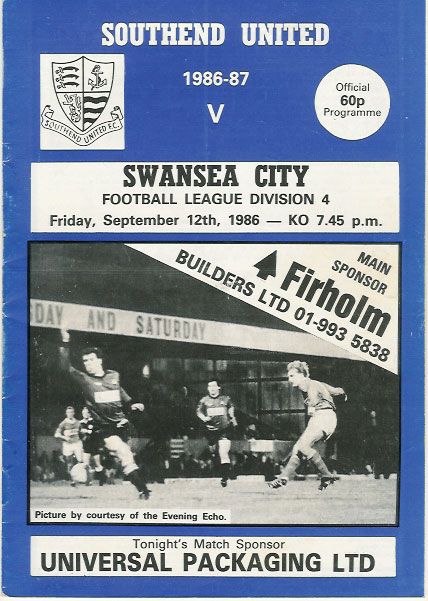 SOUTHEND UNITED
1986-87
V
Official
60p
Programme
SOUTHEND UNITED F.C.
SWANSEA CITY
FOOTBALL LEAGUE DIVISION 4
Friday, September 12th, 1986 — KO 7.45 p.m.
MAIN
SPONSOR
Firholm
BUILDERS LTD 01-993 5838
DAY AND SATURDAY
Picture by courtesy of the Evening Echo.
Tonight's Match Sponsor
UNIVERSAL PACKAGING LTD